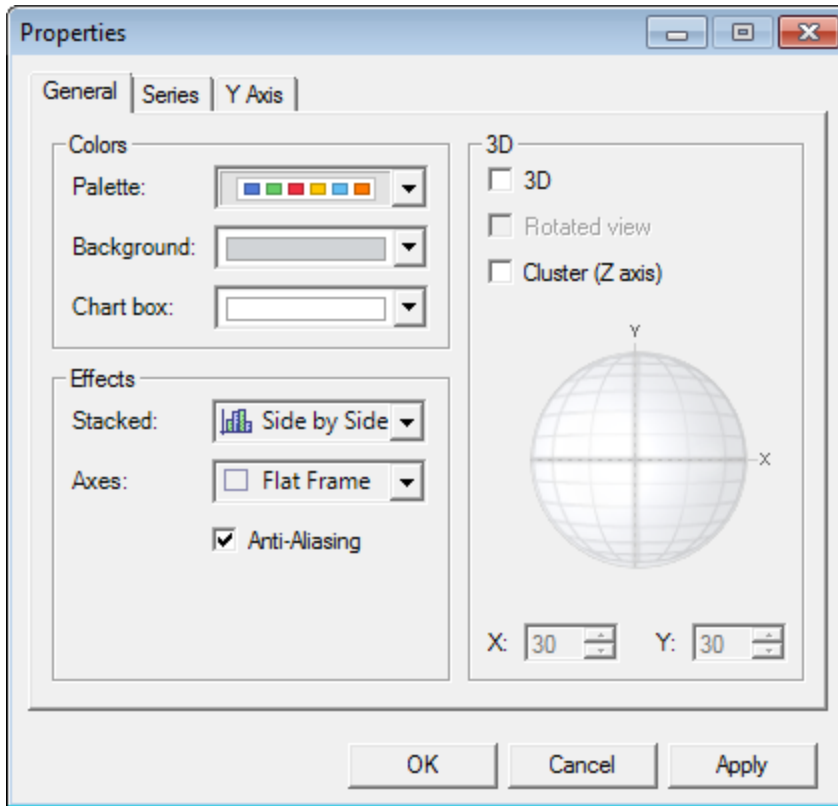 Properties
General Series Y Axis
Colors
Palette:
Background:
Chart box:
Effects
Stacked: Side by Side
Axes: Flat Frame
Anti-Aliasing
3D
3D
Rotated view
Cluster (Z axis)
Y
X
X: 30 Y: 30
OK Cancel Apply